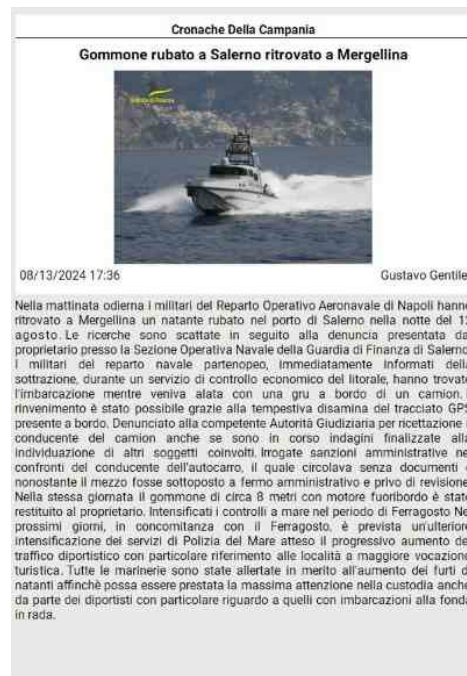 Cronache Della Campania
Gommone rubato a Salerno ritrovato a Mergellina
08/13/2024 17:36
Gustavo Gentile
Nella mattinata odierna i militari del Reparto Operativo Aeronavale di Napoli hanno
ritrovato a Mergellina un natante rubato nel porto di Salerno nella notte del
agosto. Le ricerche sono scattate in seguito alla denuncia presentata
proprietario presso la Sezione Operativa Navale della Guardia di Finanza di Salerno
I militari del reparto navale partenopeo, immediatamente informati
sottrazione, durante un servizio di controllo economico del litorale, hanno
l'imbarcazione mentre veniva alata con una gru a bordo di un camion.
rinvenimento è stato possibile grazie alla tempestiva disamina del tracciato GPS
presente a bordo. Denunciato alla competente Autorità Giudiziaria per ricettazione
conducente del camion anche se sono in corso indagini finalizzate
individuazione di altri soggetti coinvolti. Irrogate sanzioni amministrative
confronti del conducente dell'autocarro, il quale circolava senza documenti
nonostante il mezzo fosse sottoposto a fermo amministrativo e privo di revisione
Nella stessa giornata il gommone di circa 8 metri con motore fuoribordo è
restituito al proprietario. Intensificati i controlli a mare nel periodo di Ferragosto
prossimi giorni, in concomitanza con il Ferragosto, è prevista
intensificazione dei servizi di Polizia del Mare atteso il progressivo aumento
traffico diportistico con particolare riferimento alle località a maggiore vocazione
turistica. Tutte le marinerie sono state allertate in merito all'aumento dei furti
natanti affinchè possa essere prestata la massima attenzione nella custodia anche
da parte dei diportisti con particolare riguardo a quelli con imbarcazioni alla fonda
in rada.